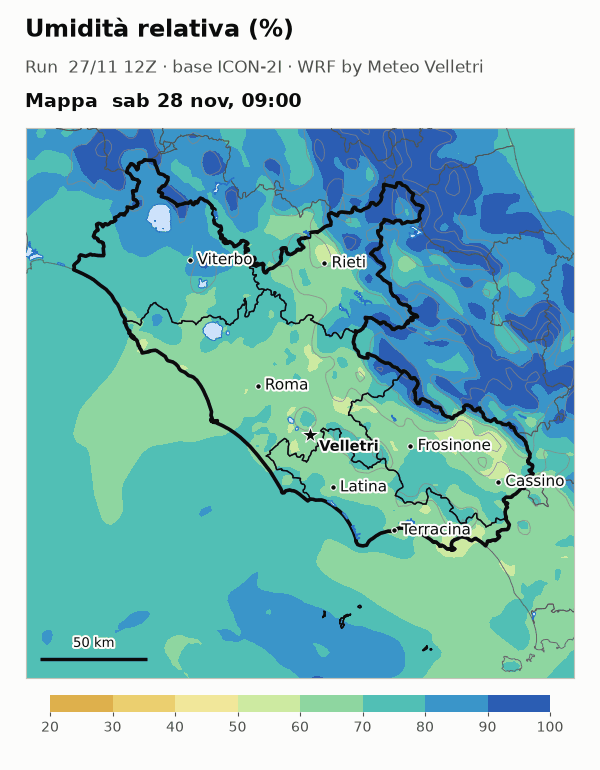 Umidità relativa (%)
Run  27/11 12Z · base ICON-2I · WRF by Meteo Velletri
Mappa  sab 28 nov, 09:00
Viterbo
Rieti
Roma
Velletri
Frosinone
Cassino
Latina
Terracina
50 km
20 30 40 50 60 70 80 90 100